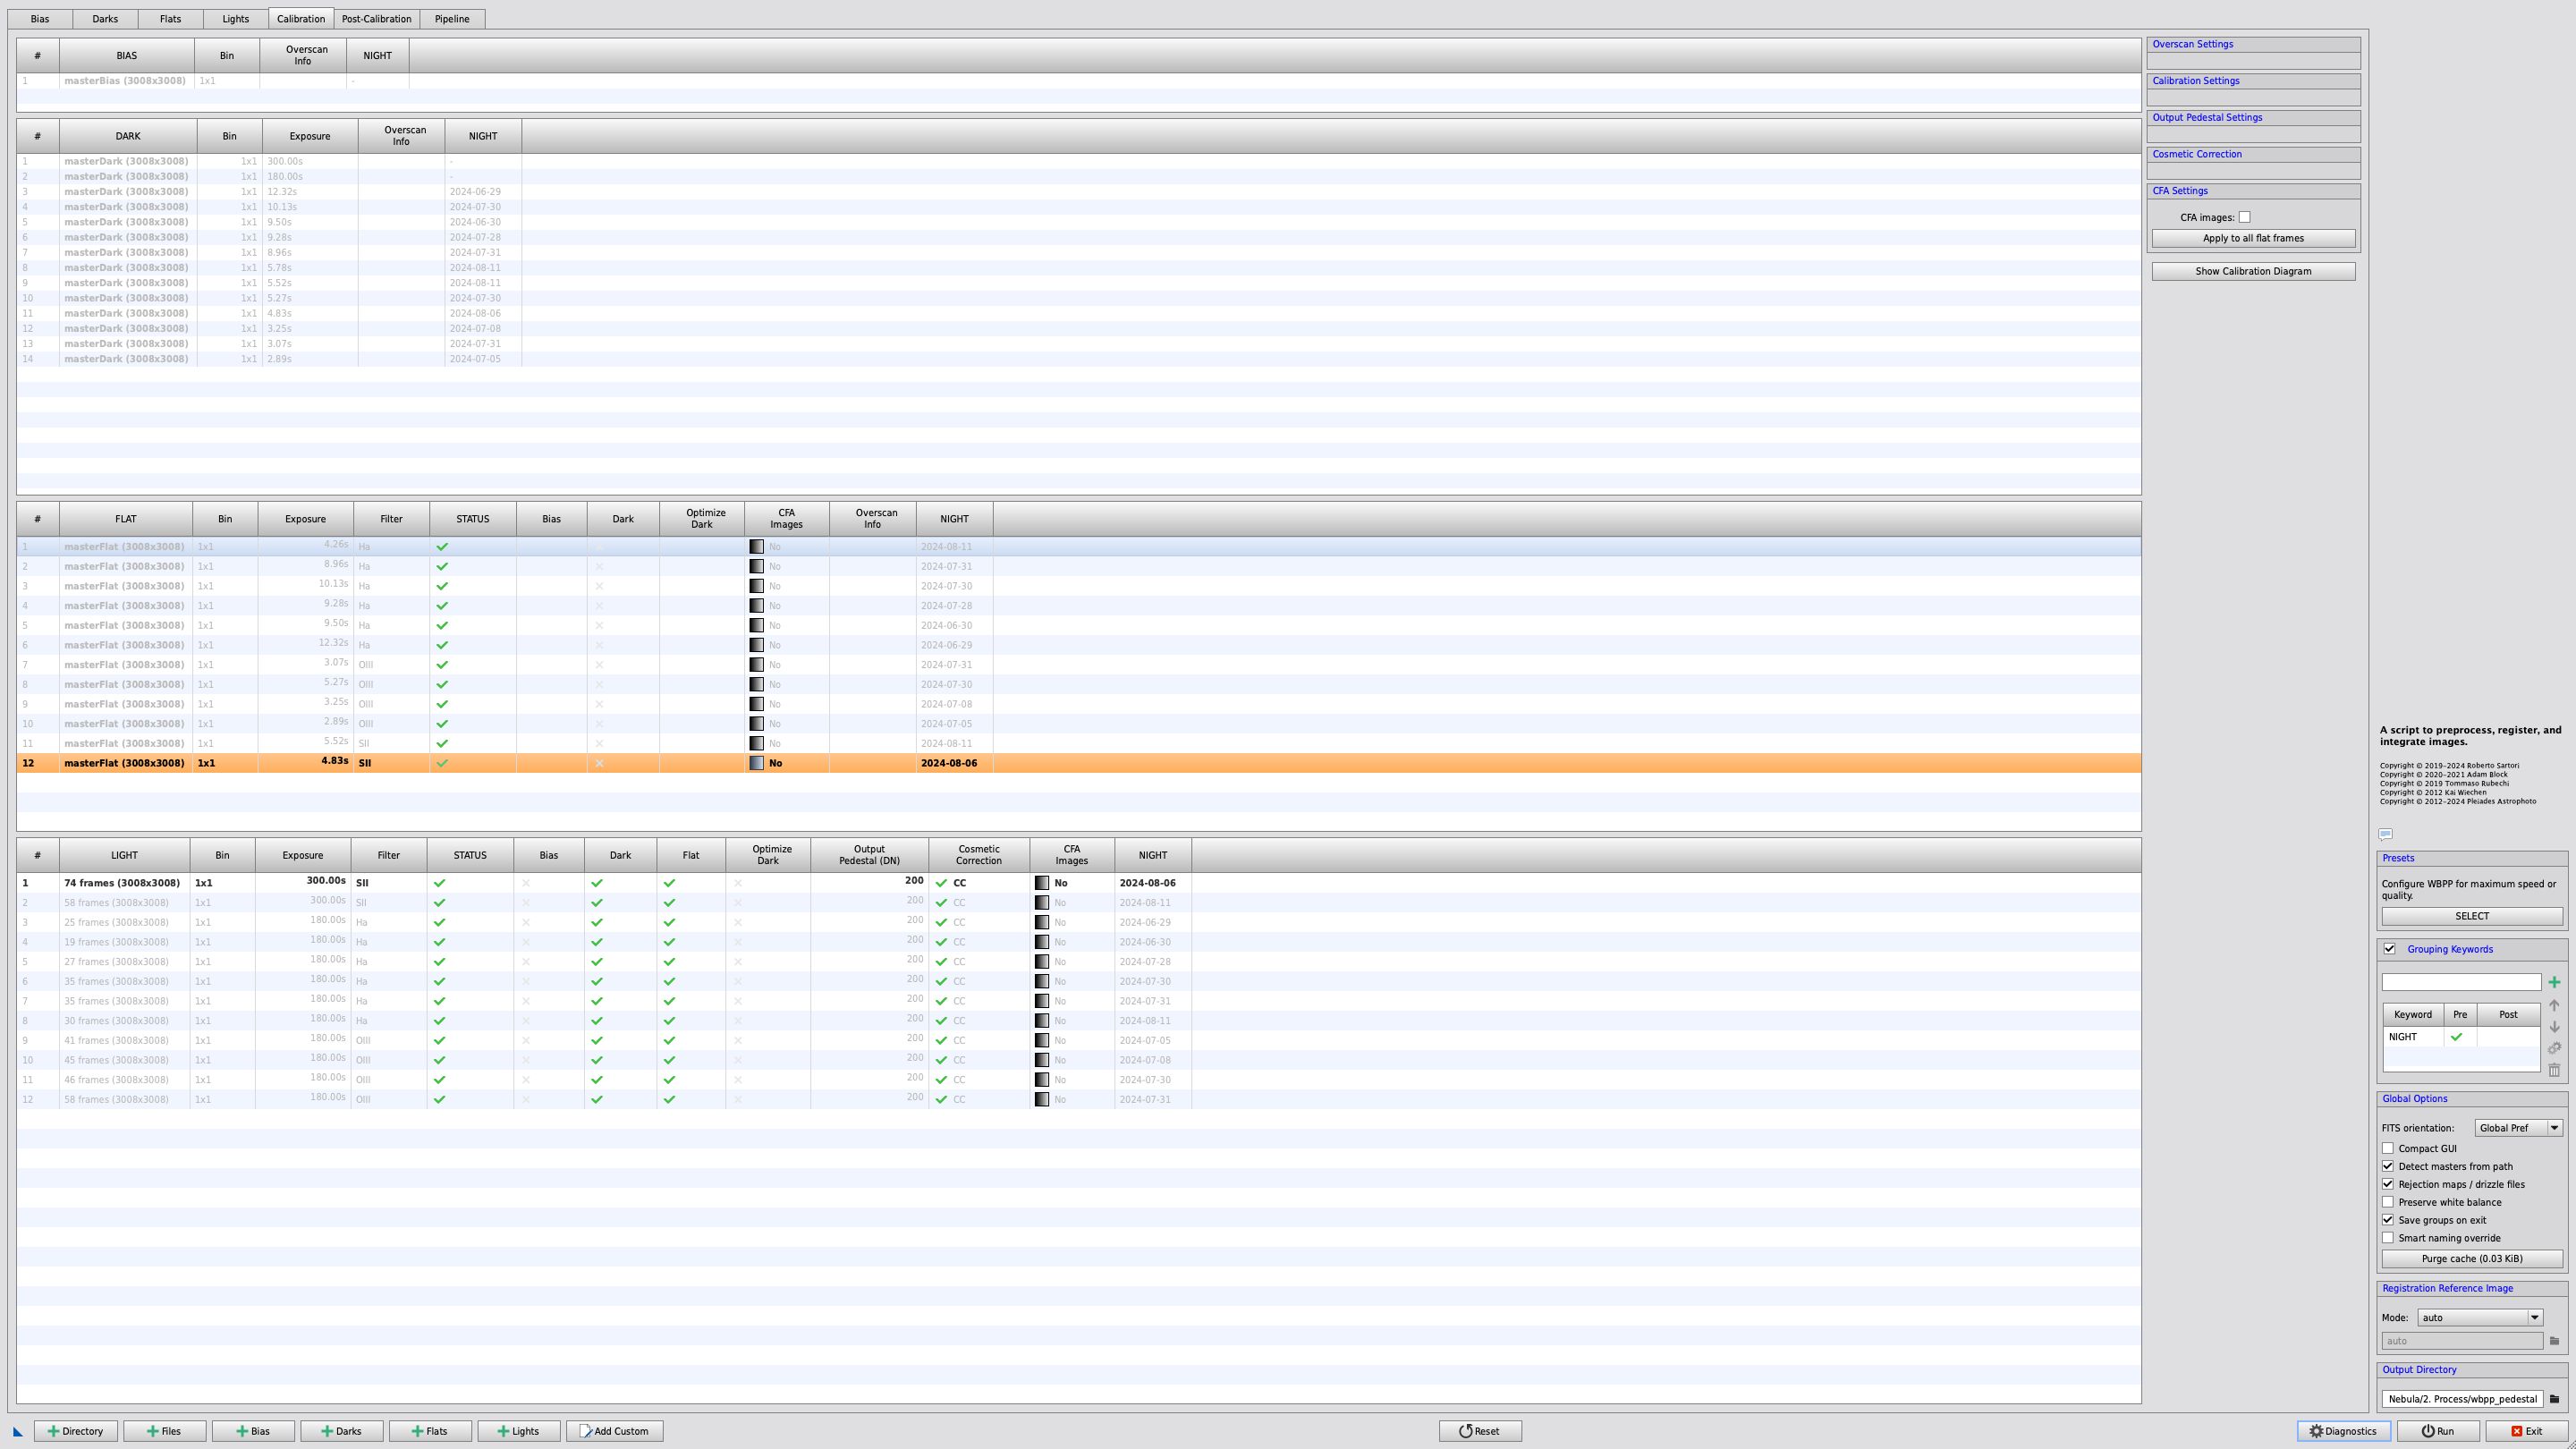 Bias Darks Flats Lights Calibration Post-Calibration Pipeline
# BIAS Bin Overscan Info NIGHT
1 masterBias (3008x3008) 1x1 -
# DARK Bin Exposure Overscan Info NIGHT
1 masterDark (3008x3008) 1x1 300.00s -
2 masterDark (3008x3008) 1x1 180.00s -
3 masterDark (3008x3008) 1x1 12.32s 2024-06-29
4 masterDark (3008x3008) 1x1 10.13s 2024-07-30
5 masterDark (3008x3008) 1x1 9.50s 2024-06-30
6 masterDark (3008x3008) 1x1 9.28s 2024-07-28
7 masterDark (3008x3008) 1x1 8.96s 2024-07-31
8 masterDark (3008x3008) 1x1 5.78s 2024-08-11
9 masterDark (3008x3008) 1x1 5.52s 2024-08-11
10 masterDark (3008x3008) 1x1 5.27s 2024-07-30
11 masterDark (3008x3008) 1x1 4.83s 2024-08-06
12 masterDark (3008x3008) 1x1 3.25s 2024-07-08
13 masterDark (3008x3008) 1x1 3.07s 2024-07-31
14 masterDark (3008x3008) 1x1 2.89s 2024-07-05
# FLAT Bin Exposure Filter STATUS Bias Dark Optimize Dark CFA Images Overscan Info NIGHT
1 masterFlat (3008x3008) 1x1 4.26s Ha No 2024-08-11
2 masterFlat (3008x3008) 1x1 8.96s Ha No 2024-07-31
3 masterFlat (3008x3008) 1x1 10.13s Ha No 2024-07-30
4 masterFlat (3008x3008) 1x1 9.28s Ha No 2024-07-28
5 masterFlat (3008x3008) 1x1 9.50s Ha No 2024-06-30
6 masterFlat (3008x3008) 1x1 12.32s Ha No 2024-06-29
7 masterFlat (3008x3008) 1x1 3.07s OIII No 2024-07-31
8 masterFlat (3008x3008) 1x1 5.27s OIII No 2024-07-30
9 masterFlat (3008x3008) 1x1 3.25s OIII No 2024-07-08
10 masterFlat (3008x3008) 1x1 2.89s OIII No 2024-07-05
11 masterFlat (3008x3008) 1x1 5.52s SII No 2024-08-11
12 masterFlat (3008x3008) 1x1 4.83s SII No 2024-08-06
# LIGHT Bin Exposure Filter STATUS Bias Dark Flat Optimize Dark Output Pedestal (DN) Cosmetic Correction CFA Images NIGHT
1 74 frames (3008x3008) 1x1 300.00s SII 200 CC No 2024-08-06
2 58 frames (3008x3008) 1x1 300.00s SII 200 CC No 2024-08-11
3 25 frames (3008x3008) 1x1 180.00s Ha 200 CC No 2024-06-29
4 19 frames (3008x3008) 1x1 180.00s Ha 200 CC No 2024-06-30
5 27 frames (3008x3008) 1x1 180.00s Ha 200 CC No 2024-07-28
6 35 frames (3008x3008) 1x1 180.00s Ha 200 CC No 2024-07-30
7 35 frames (3008x3008) 1x1 180.00s Ha 200 CC No 2024-07-31
8 30 frames (3008x3008) 1x1 180.00s Ha 200 CC No 2024-08-11
9 41 frames (3008x3008) 1x1 180.00s OIII 200 CC No 2024-07-05
10 45 frames (3008x3008) 1x1 180.00s OIII 200 CC No 2024-07-08
11 46 frames (3008x3008) 1x1 180.00s OIII 200 CC No 2024-07-30
12 58 frames (3008x3008) 1x1 180.00s OIII 200 CC No 2024-07-31
Overscan Settings
Calibration Settings
Output Pedestal Settings
Cosmetic Correction
CFA Settings
CFA images:
Apply to all flat frames
Show Calibration Diagram
A script to preprocess, register, and
integrate images.
Copyright © 2019-2024 Roberto Sartori
Copyright © 2020-2021 Adam Block
Copyright © 2019 Tommaso Rubechi
Copyright © 2012 Kai Wiechen
Copyright © 2012-2024 Pleiades Astrophoto
Presets
Configure WBPP for maximum speed or
quality.
SELECT
Grouping Keywords
Keyword Pre Post
NIGHT
Global Options
FITS orientation: Global Pref
Compact GUI
Detect masters from path
Rejection maps / drizzle files
Preserve white balance
Save groups on exit
Smart naming override
Purge cache (0.03 KiB)
Registration Reference Image
Mode: auto
auto
Output Directory
Nebula/2. Process/wbpp_pedestal
Directory Files Bias Darks Flats Lights Add Custom Reset Diagnostics Run Exit